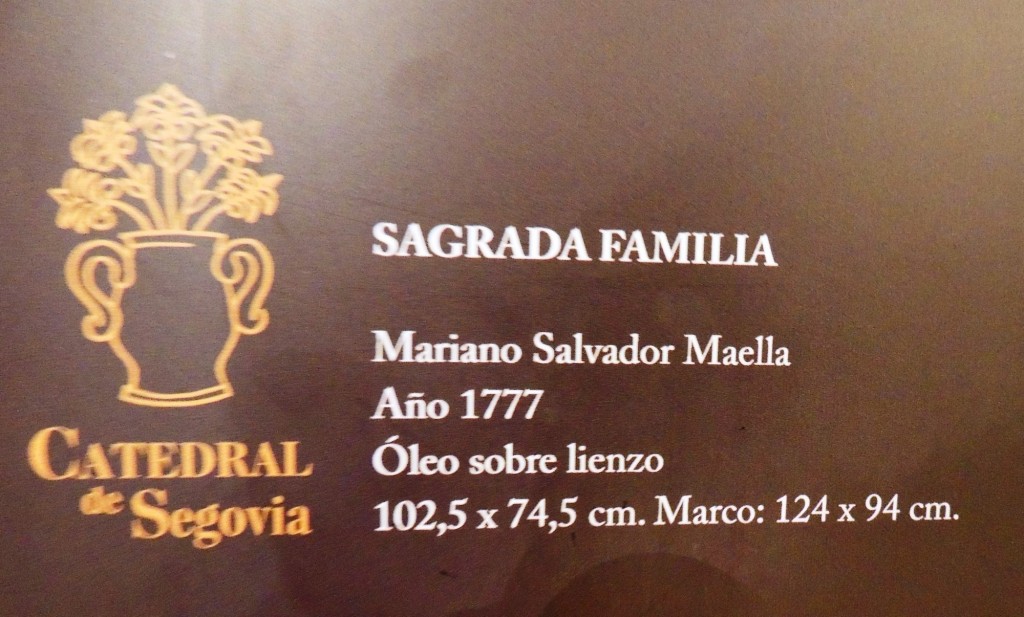 CATEDRAL
de Segovia
SAGRADA FAMILIA
Mariano Salvador Maella
Año 1777
Óleo sobre lienzo
102,5 x 74,5 cm. Marco: 124 x 94 cm.